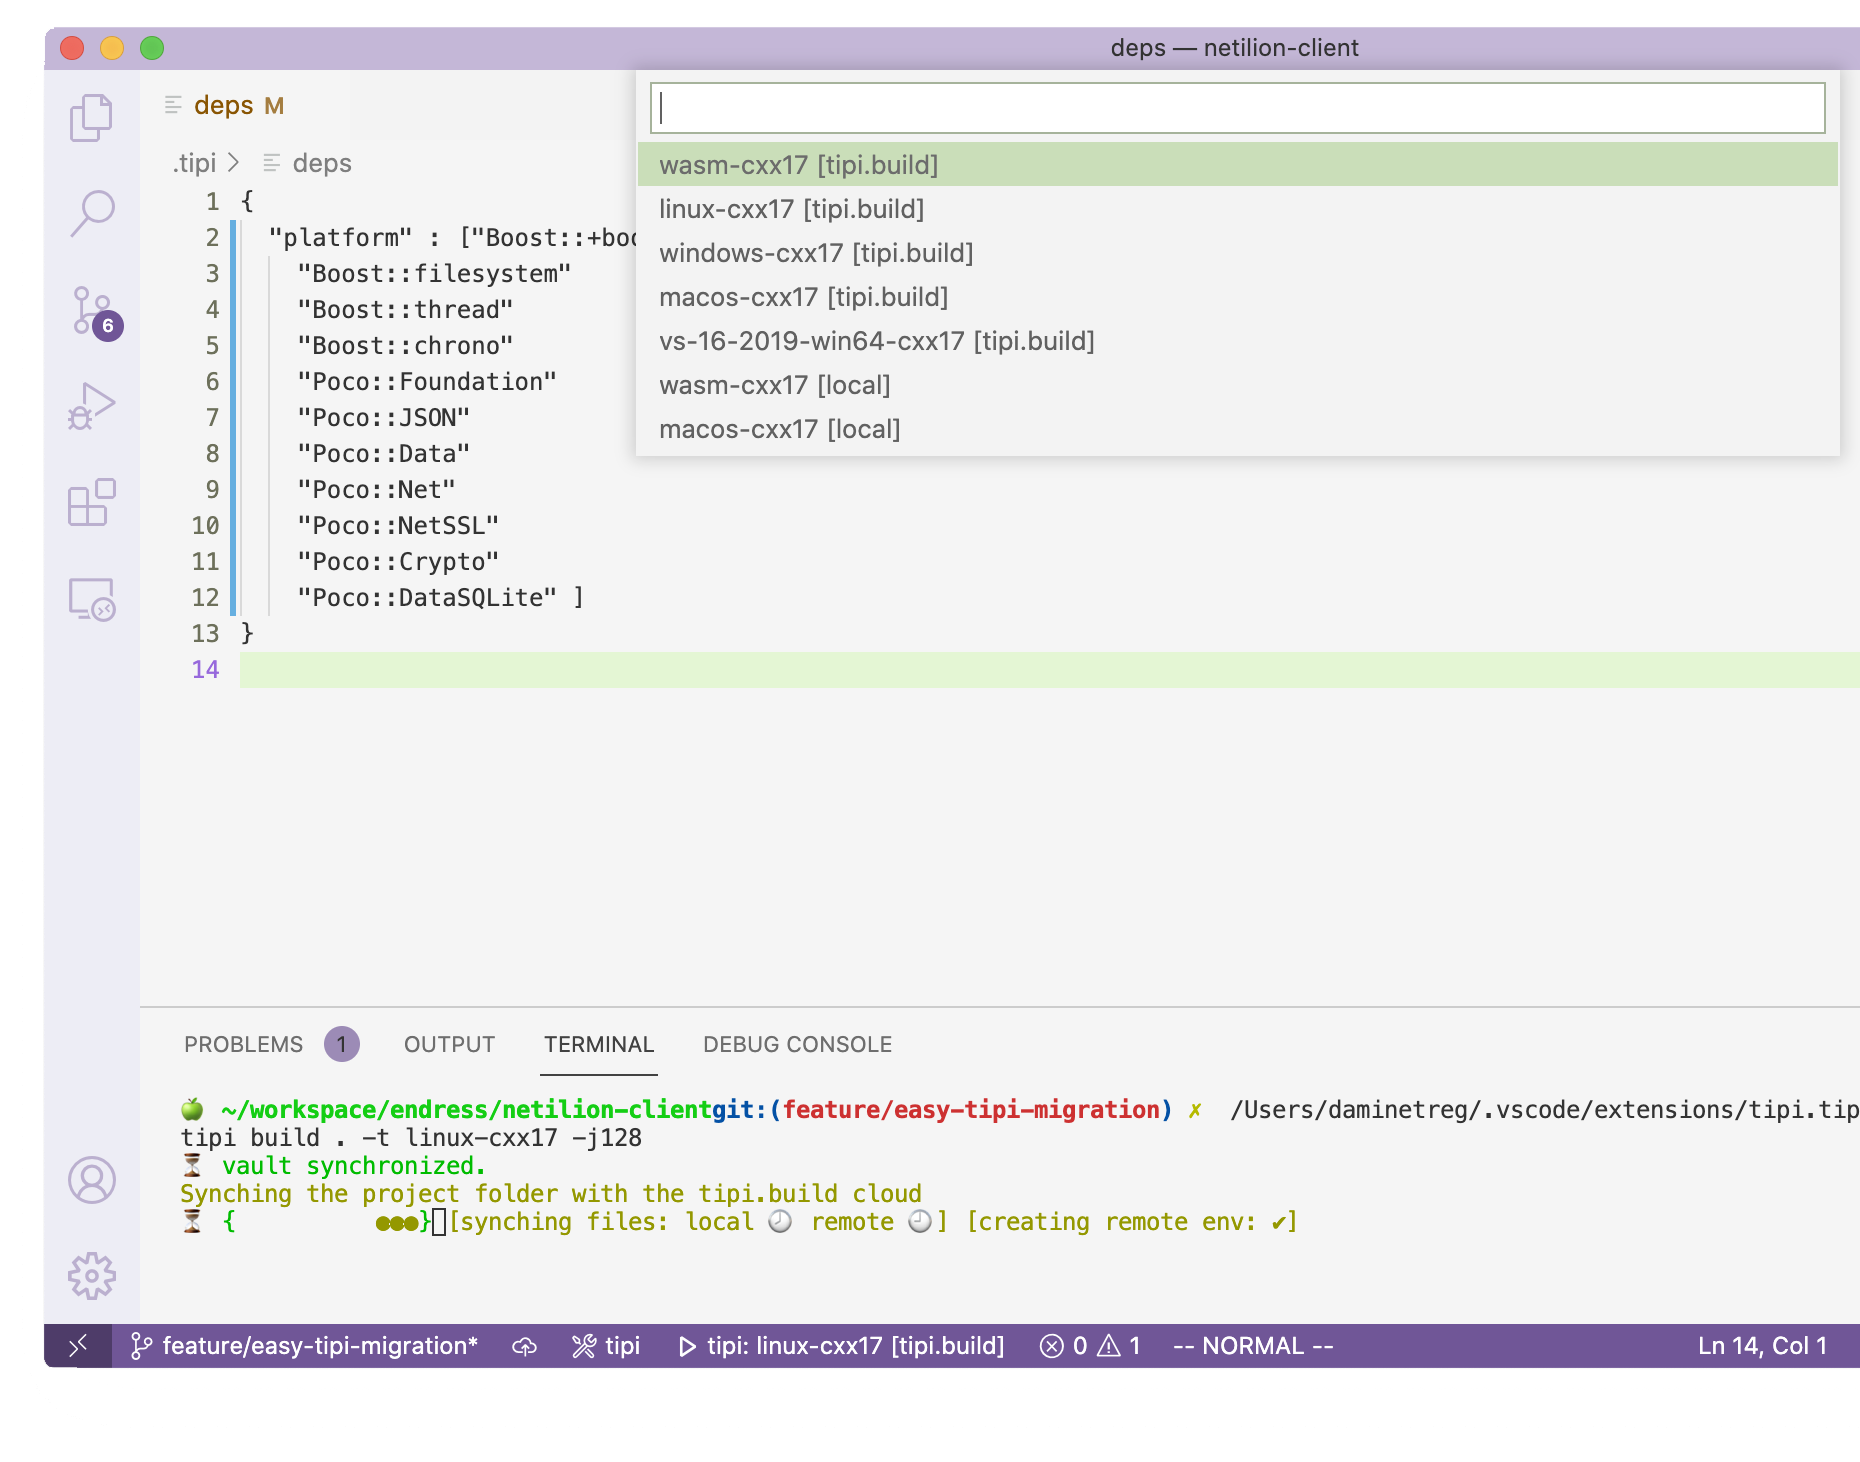 deps — netilion-client
deps M
.tipi > deps
wasm-cxx17 [tipi.build]
linux-cxx17 [tipi.build]
windows-cxx17 [tipi.build]
macos-cxx17 [tipi.build]
vs-16-2019-win64-cxx17 [tipi.build]
wasm-cxx17 [local]
macos-cxx17 [local]
1 {
2 "platform" : ["Boost::+boo
3 "Boost::filesystem"
4 "Boost::thread"
5 "Boost::chrono"
6 "Poco::Foundation"
7 "Poco::JSON"
8 "Poco::Data"
9 "Poco::Net"
10 "Poco::NetSSL"
11 "Poco::Crypto"
12 "Poco::DataSQLite" ]
13 }
14
6
PROBLEMS 1 OUTPUT TERMINAL DEBUG CONSOLE
🍏 ~/workspace/endress/netilion-clientgit:(feature/easy-tipi-migration) ✗ /Users/daminetreg/.vscode/extensions/tipi.tip
tipi build . -t linux-cxx17 -j128
⏳ vault synchronized.
Synching the project folder with the tipi.build cloud
⏳ { ●●●}[synching files: local 🕘 remote 🕘] [creating remote env: ✔]
feature/easy-tipi-migration* tipi tipi: linux-cxx17 [tipi.build] 0 1 -- NORMAL -- Ln 14, Col 1